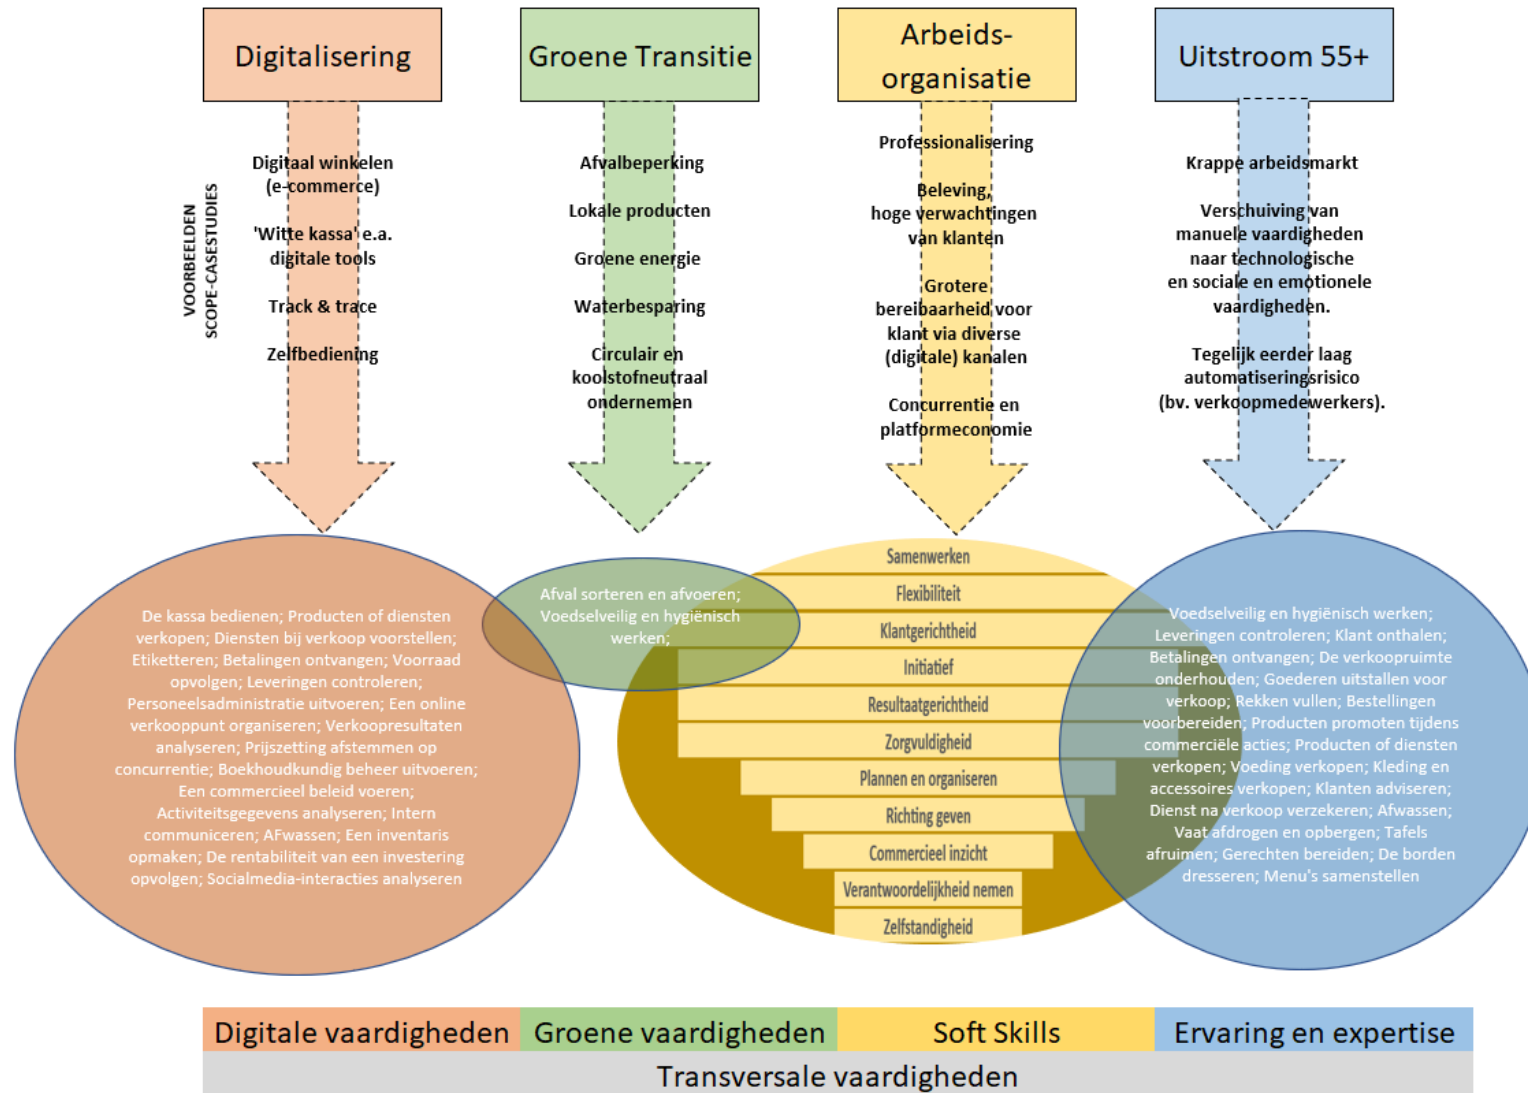 Digitalisering
Groene Transitie
Arbeids-
organisatie
Uitstroom 55+
VOORBEELDEN
SCOPE-CASESTUDIES
Digitaal winkelen
(e-commerce)
'Witte kassa' e.a.
digitale tools
Track & trace
Zelfbediening
Afvalbeperking
Lokale producten
Groene energie
Waterbesparing
Circulair en
koolstofneutraal
ondernemen
Professionalisering
Beleving,
hoge verwachtingen
van klanten
Grotere
bereibaarheid voor
klant via diverse
(digitale) kanalen
Concurrentie en
platformeconomie
Krappe arbeidsmarkt
Verschuiving van
manuele vaardigheden
naar technologische
en sociale en emotionele
vaardigheden.
Tegelijk eerder laag
automatiseringsrisico
(bv. verkoopmedewerkers).
De kassa bedienen; Producten of diensten
verkopen; Diensten bij verkoop voorstellen;
Etiketteren; Betalingen ontvangen; Voorraad
opvolgen; Leveringen controleren;
Personeelsadministratie uitvoeren; Een online
verkooppunt organiseren; Verkoopresultaten
analyseren; Prijszetting afstemmen op
concurrentie; Boekhoudkundig beheer uitvoeren;
Een commercieel beleid voeren;
Activiteitsgegevens analyseren; Intern
communiceren; AFwassen; Een inventaris
opmaken; De rentabiliteit van een investering
opvolgen; Socialmedia-interacties analyseren
Afval sorteren en afvoeren;
Voedselveilig en hygiënisch
werken;
Samenwerken
Flexibiliteit
Klantgerichtheid
Initiatief
Resultaatgerichtheid
Zorgvuldigheid
Plannen en organiseren
Richting geven
Commercieel inzicht
Verantwoordelijkheid nemen
Zelfstandigheid
Voedselveilig en hygiënisch werken;
Leveringen controleren; Klant onthalen;
Betalingen ontvangen; De verkoopruimte
onderhouden; Goederen uitstallen voor
verkoop; Rekken vullen; Bestellingen
voorbereiden; Producten promoten tijdens
commerciële acties; Producten of diensten
verkopen; Voeding verkopen; Kleding en
accessoires verkopen; Klanten adviseren;
Dienst na verkoop verzekeren; Afwassen;
Vaat afdrogen en opbergen; Tafels
afruimen; Gerechten bereiden; De borden
dresseren; Menu's samenstellen
Digitale vaardigheden
Groene vaardigheden
Soft Skills
Ervaring en expertise
Transversale vaardigheden